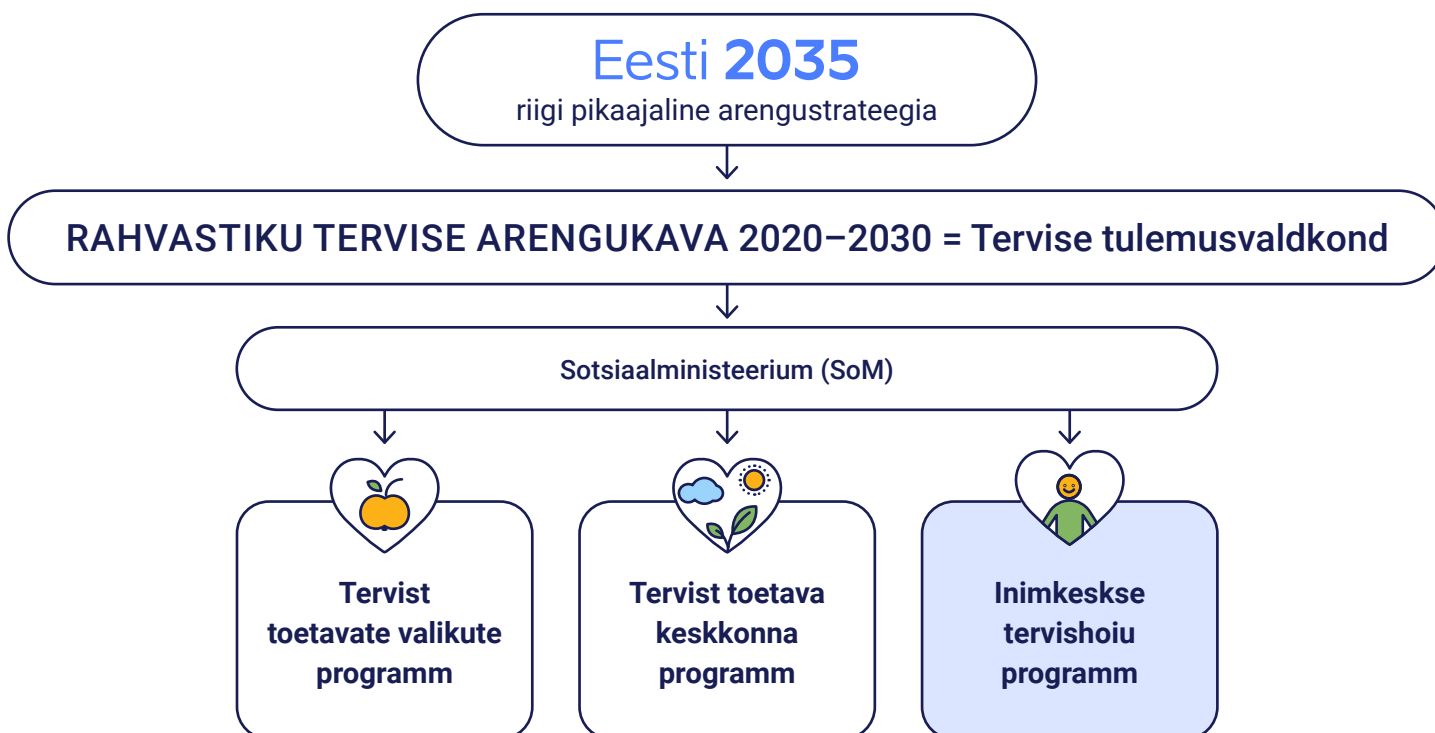 Eesti 2035
riigi pikaajaline arengustrateegia
RAHVASTIKU TERVISE ARENGUKAVA 2020–2030 = Tervise tulemusvaldkond
Sotsiaalministeerium (SoM)
Tervist
toetavate valikute
programm
Tervist toetava
keskkonna
programm
Inimkeskse
tervishoiu
programm